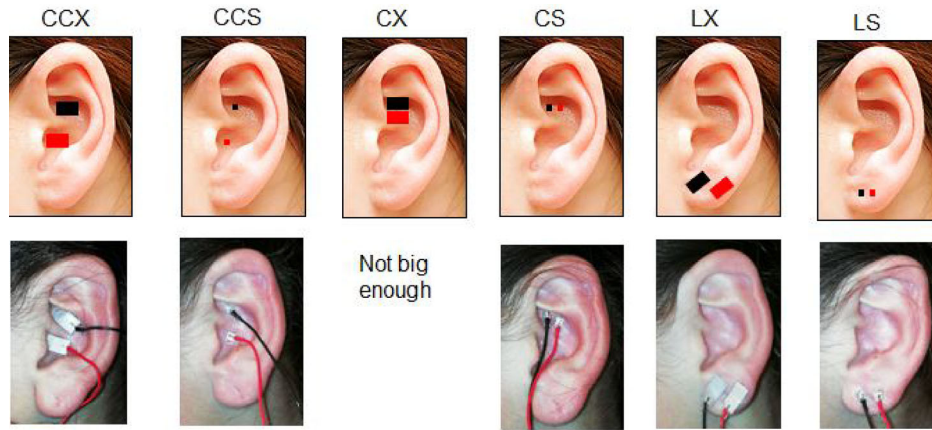 CCX
CCS
CX
CS
LX
LS
Not big
enough